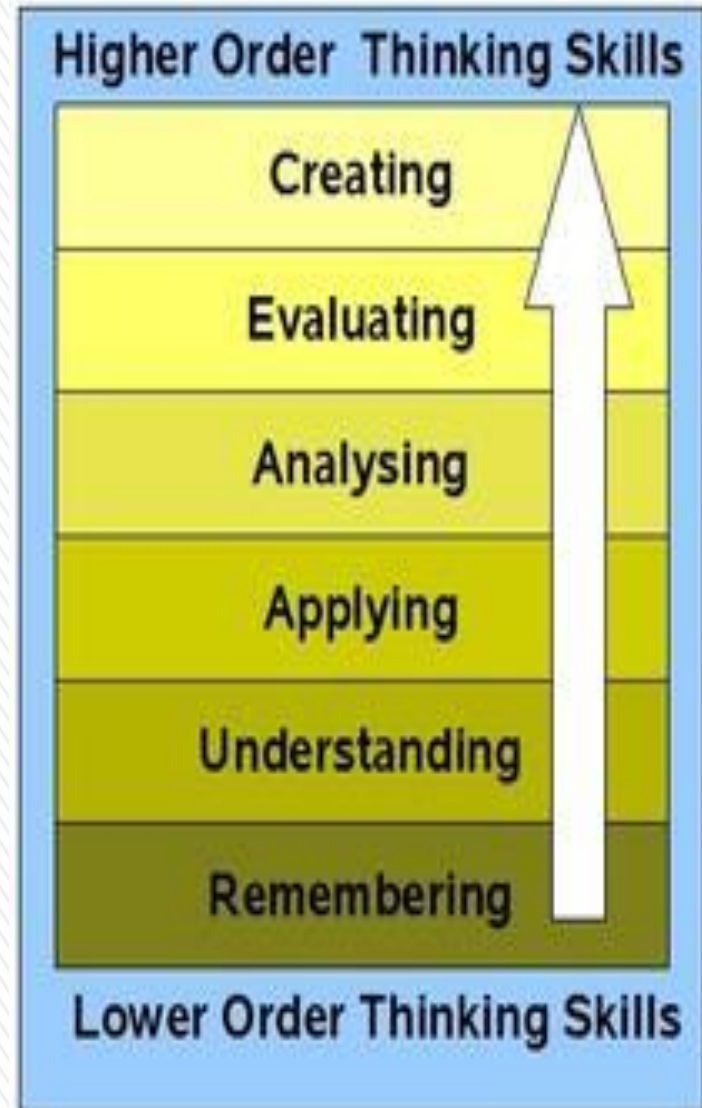 Higher Order Thinking Skills
Creating
Evaluating
Analysing
Applying
Understanding
Remembering
Lower Order Thinking Skills